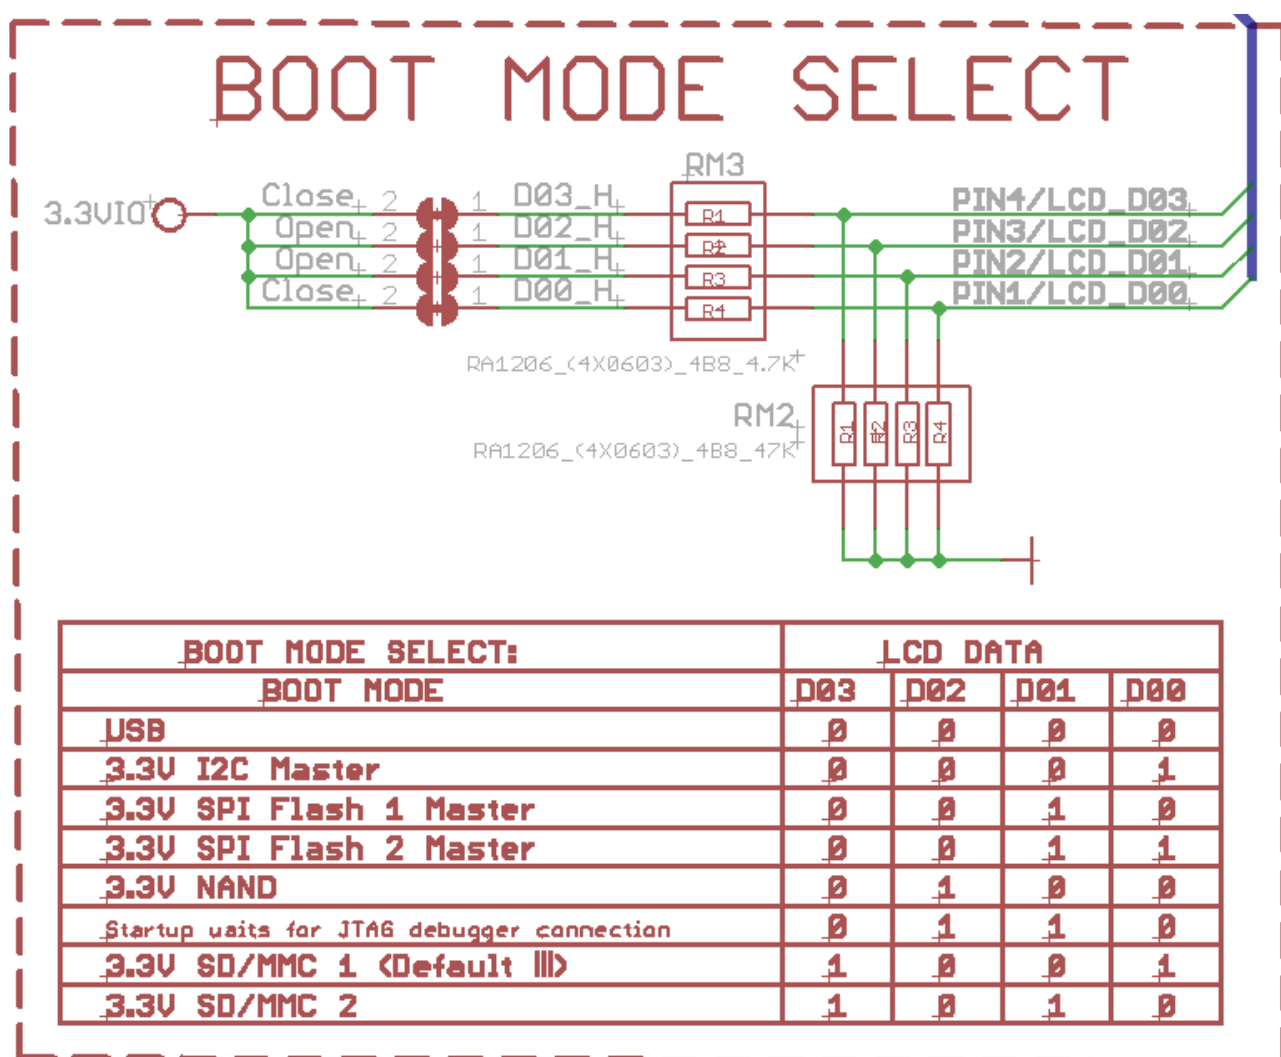 BOOT MODE SELECT
RM3
3.3VIO Close 2 1 D03_H R1 PIN4/LCD_D03
Open 2 1 D02_H R2 PIN3/LCD_D02
Open 2 1 D01_H R3 PIN2/LCD_D01
Close 2 1 D00_H R4 PIN1/LCD_D00
RA1206_(4X0603)_4B8_4.7K
RM2
R1 R2 R3 R4
RA1206_(4X0603)_4B8_47K
BOOT MODE SELECT: LCD DATA
BOOT MODE D03 D02 D01 D00
USB 0 0 0 0
3.3V I2C Master 0 0 0 1
3.3V SPI Flash 1 Master 0 0 1 0
3.3V SPI Flash 2 Master 0 0 1 1
3.3V NAND 0 1 0 0
Startup waits for JTAG debugger connection 0 1 1 0
3.3V SD/MMC 1 (Default !!!) 1 0 0 1
3.3V SD/MMC 2 1 0 1 0